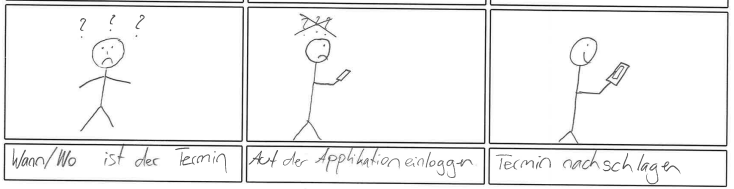 ? ? ?
? ? ?
Wann/Wo ist der Termin
Auf der Applikation einloggen
Termin nachschlagen